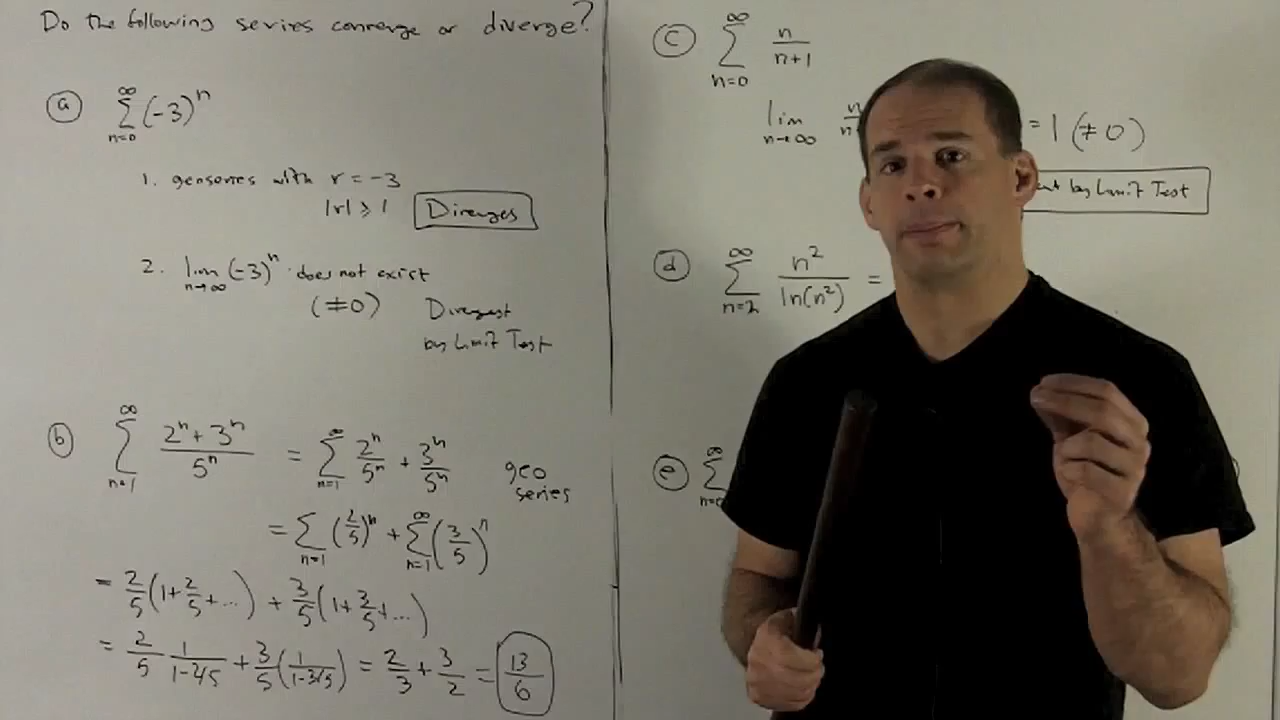 Do the following series converge or diverge?
(a) ∑_{n=0}^{∞} (-3)^n
1. geo series with r = -3
|r| ⩾ 1 Diverges
2. lim_{n→∞} (-3)^n does not exist
(≠0) Divergent
by Limit Test
(b) ∑_{n=1}^{∞} (2^n + 3^n)/5^n = ∑_{n=1}^{∞} 2^n/5^n + 3^n/5^n geo
series
= ∑_{n=1} (2/5)^n + ∑_{n=1}^{∞} (3/5)^n
= 2/5 (1 + 2/5 + ...) + 3/5 (1 + 3/5 + ...)
= 2/5 1/(1-2/5) + 3/5 (1/(1-3/5)) = 2/3 + 3/2 = 13/6
(c) ∑_{n=0}^{∞} n/(n+1)
lim_{n→∞} = 1 (≠0)
by Limit Test
(d) ∑_{n=2}^{∞} n^2/ln(n^2) =
(e) ∑^{∞}